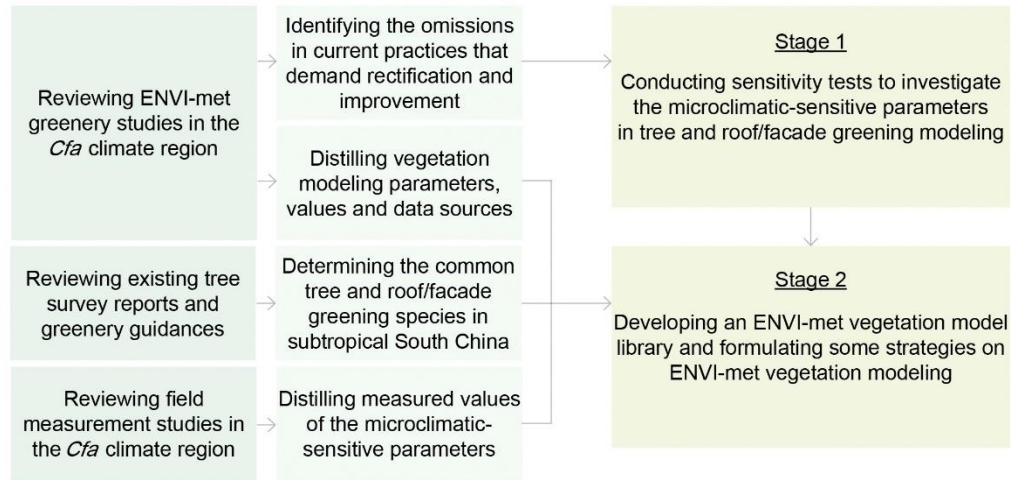 Reviewing ENVI-met
greenery studies in the
Cfa climate region
Identifying the omissions
in current practices that
demand rectification and
improvement
Distilling vegetation
modeling parameters,
values and data sources
Reviewing existing tree
survey reports and
greenery guidances
Determining the common
tree and roof/facade
greening species in
subtropical South China
Reviewing field
measurement studies in
the Cfa climate region
Distilling measured values
of the microclimatic-
sensitive parameters
Stage 1
Conducting sensitivity tests to investigate
the microclimatic-sensitive parameters
in tree and roof/facade greening modeling
Stage 2
Developing an ENVI-met vegetation model
library and formulating some strategies on
ENVI-met vegetation modeling